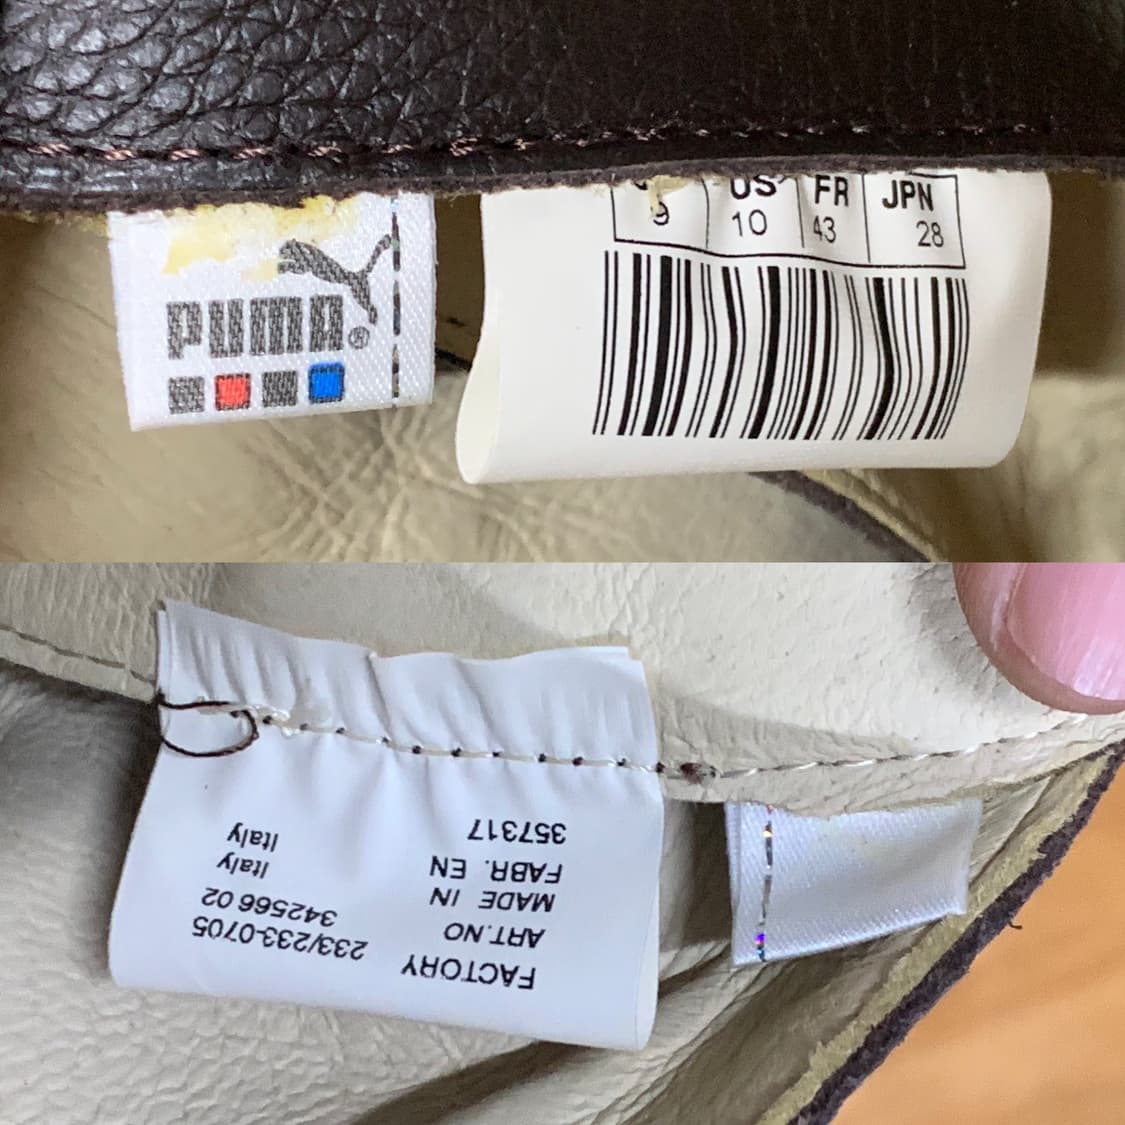 PUMA®
US FR JPN
9 10 43 28
FACTORY 233/233-0705
ART.NO 342566 02
MADE IN Italy
FABR. EN Italy
357317